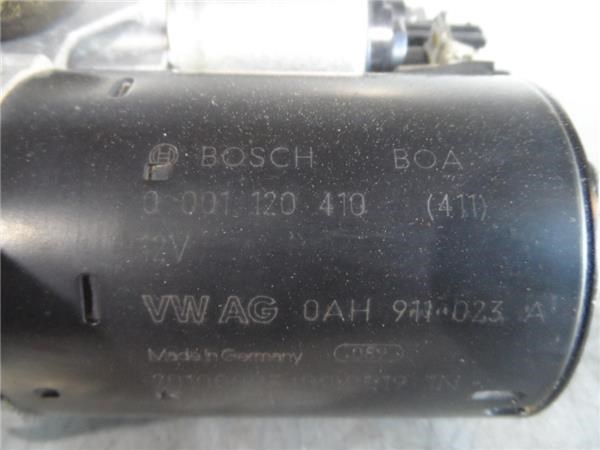 BOSCH BOA
0 001 120 410 (411)
12V
VW AG 0AH 911 023 A
Made in Germany